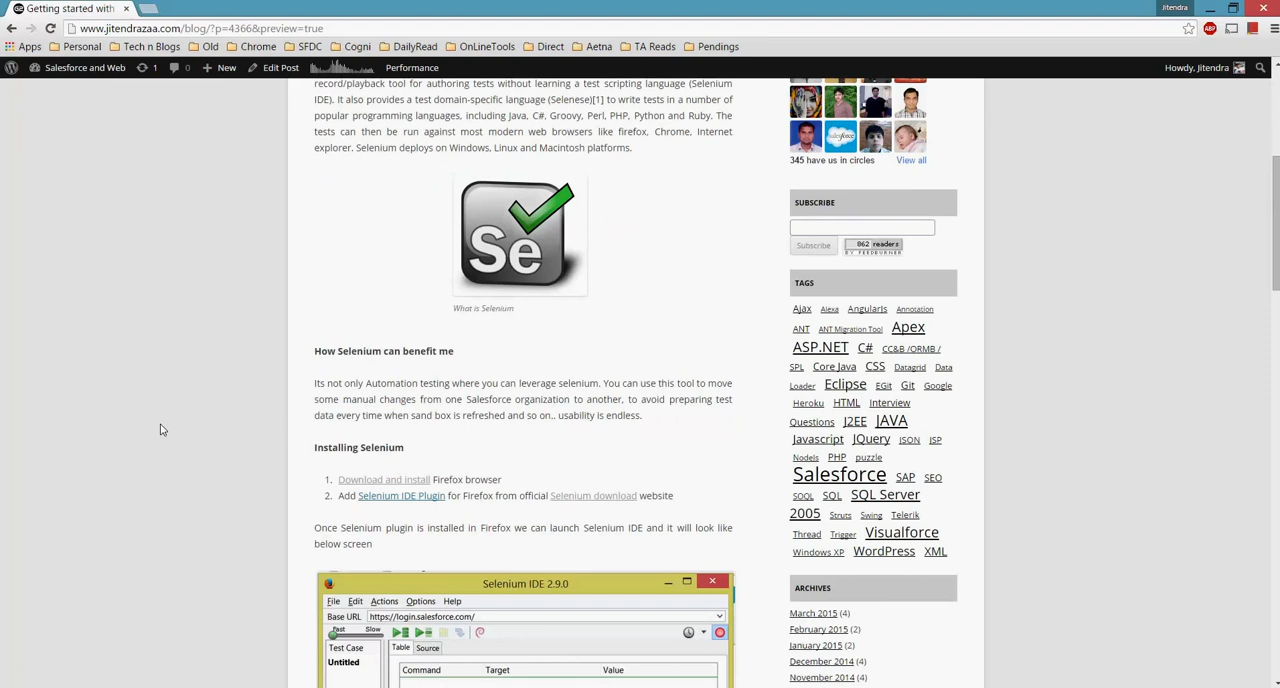 Getting started with
Jitendra
www.jitendrazaa.com/blog/?p=4366&preview=true
Apps Personal Tech n Blogs Old Chrome SFDC Cogni DailyRead OnLineTools Direct Aetna TA Reads Pendings
Salesforce and Web 1 0 New Edit Post Performance Howdy, Jitendra
record/playback tool for authoring tests without learning a test scripting language (Selenium
IDE). It also provides a test domain-specific language (Selenese)[1] to write tests in a number of
popular programming languages, including Java, C#, Groovy, Perl, PHP, Python and Ruby. The
tests can then be run against most modern web browsers like firefox, Chrome, Internet
explorer. Selenium deploys on Windows, Linux and Macintosh platforms.
Se
What is Selenium
How Selenium can benefit me
Its not only Automation testing where you can leverage selenium. You can use this tool to move
some manual changes from one Salesforce organization to another, to avoid preparing test
data every time when sand box is refreshed and so on.. usability is endless.
Installing Selenium
1. Download and install Firefox browser
2. Add Selenium IDE Plugin for Firefox from official Selenium download website
Once Selenium plugin is installed in Firefox we can launch Selenium IDE and it will look like
below screen
Selenium IDE 2.9.0
File Edit Actions Options Help
Base URL https://login.salesforce.com/
Fast Slow
Test Case
Table Source
Untitled
Command Target Value
salesforce
345 have us in circles View all
SUBSCRIBE
Subscribe 862 readers
BY FEEDBURNER
TAGS
Ajax Alexa AngularJs Annotation
ANT ANT Migration Tool Apex
ASP.NET C# CC&B /ORMB /
SPL Core Java CSS Datagrid Data
Loader Eclipse EGit Git Google
Heroku HTML Interview
Questions J2EE JAVA
Javascript JQuery JSON JSP
NodeJs PHP puzzle
Salesforce SAP SEO
SOQL SQL SQL Server
2005 Struts Swing Telerik
Thread Trigger Visualforce
Windows XP WordPress XML
ARCHIVES
March 2015 (4)
February 2015 (2)
January 2015 (2)
December 2014 (4)
November 2014 (4)